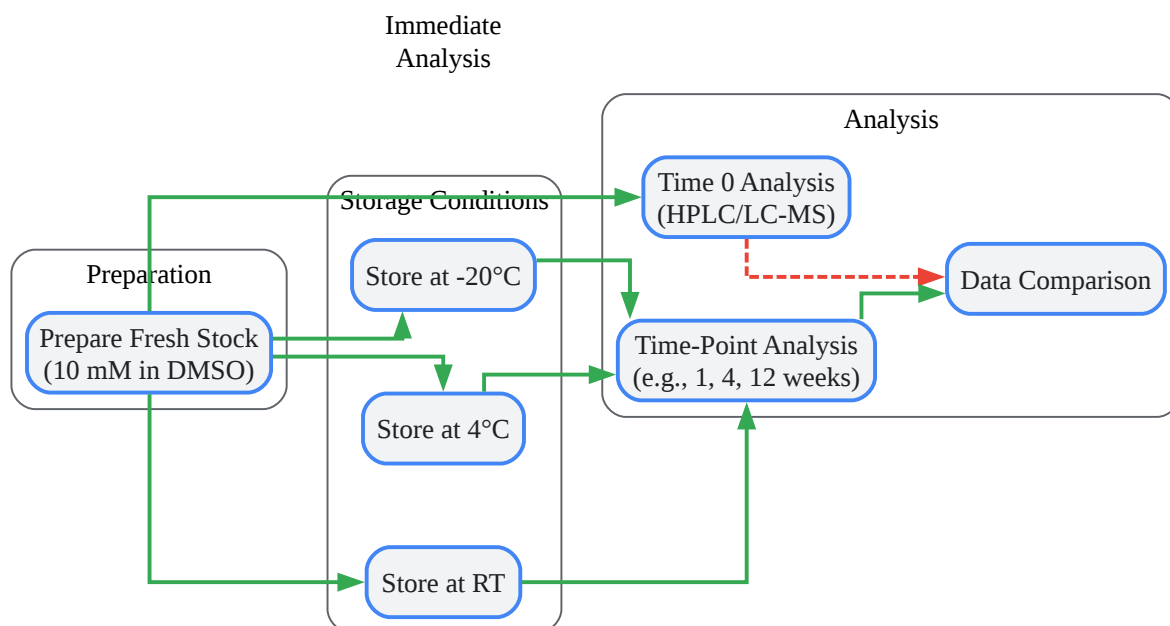 Immediate
Analysis
Analysis
Time 0 Analysis
(HPLC/LC-MS)
Storage Conditions
Preparation
Store at -20°C
Data Comparison
Prepare Fresh Stock
(10 mM in DMSO)
Time-Point Analysis
(e.g., 1, 4, 12 weeks)
Store at 4°C
Store at RT